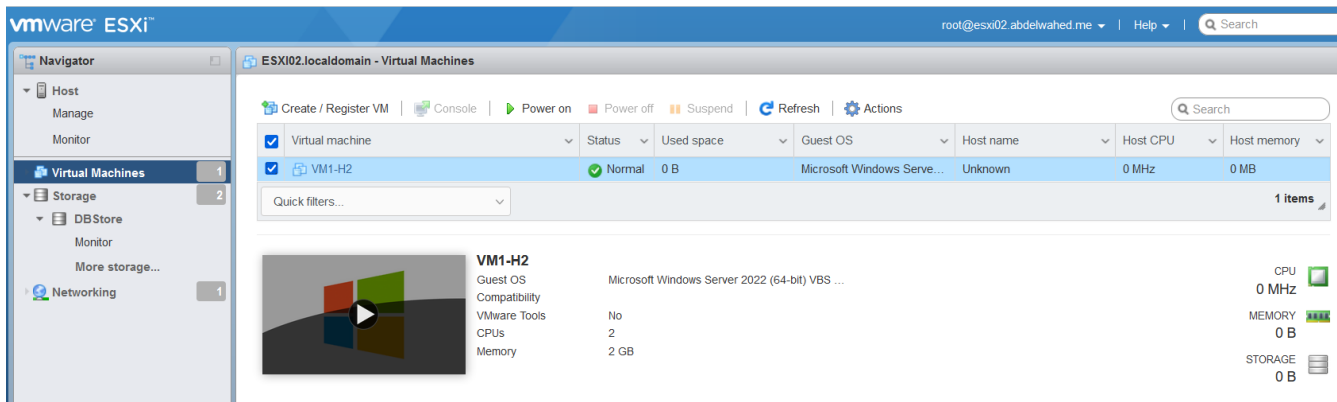 vmware ESXi™
root@esxi02.abdelwahed.me | Help | Search
Navigator
ESXI02.localdomain - Virtual Machines
Host
Manage
Monitor
Virtual Machines 1
Storage 2
DBStore
Monitor
More storage...
Networking 1
Create / Register VM | Console | Power on Power off Suspend | Refresh | Actions
Search
Virtual machine Status Used space Guest OS Host name Host CPU Host memory
VM1-H2 Normal 0 B Microsoft Windows Serve... Unknown 0 MHz 0 MB
Quick filters...
1 items
VM1-H2
Guest OS Microsoft Windows Server 2022 (64-bit) VBS ...
Compatibility
VMware Tools No
CPUs 2
Memory 2 GB
CPU
0 MHz
MEMORY
0 B
STORAGE
0 B